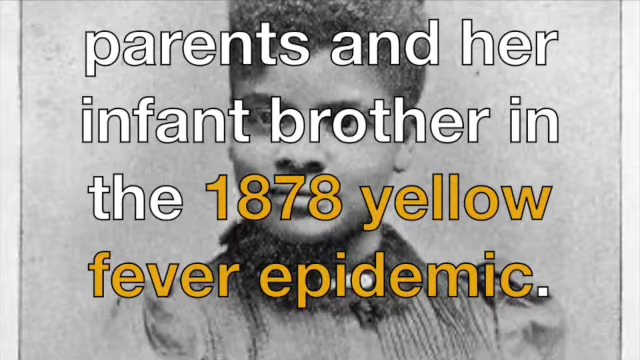 parents and her
infant brother in
the 1878 yellow
fever epidemic.